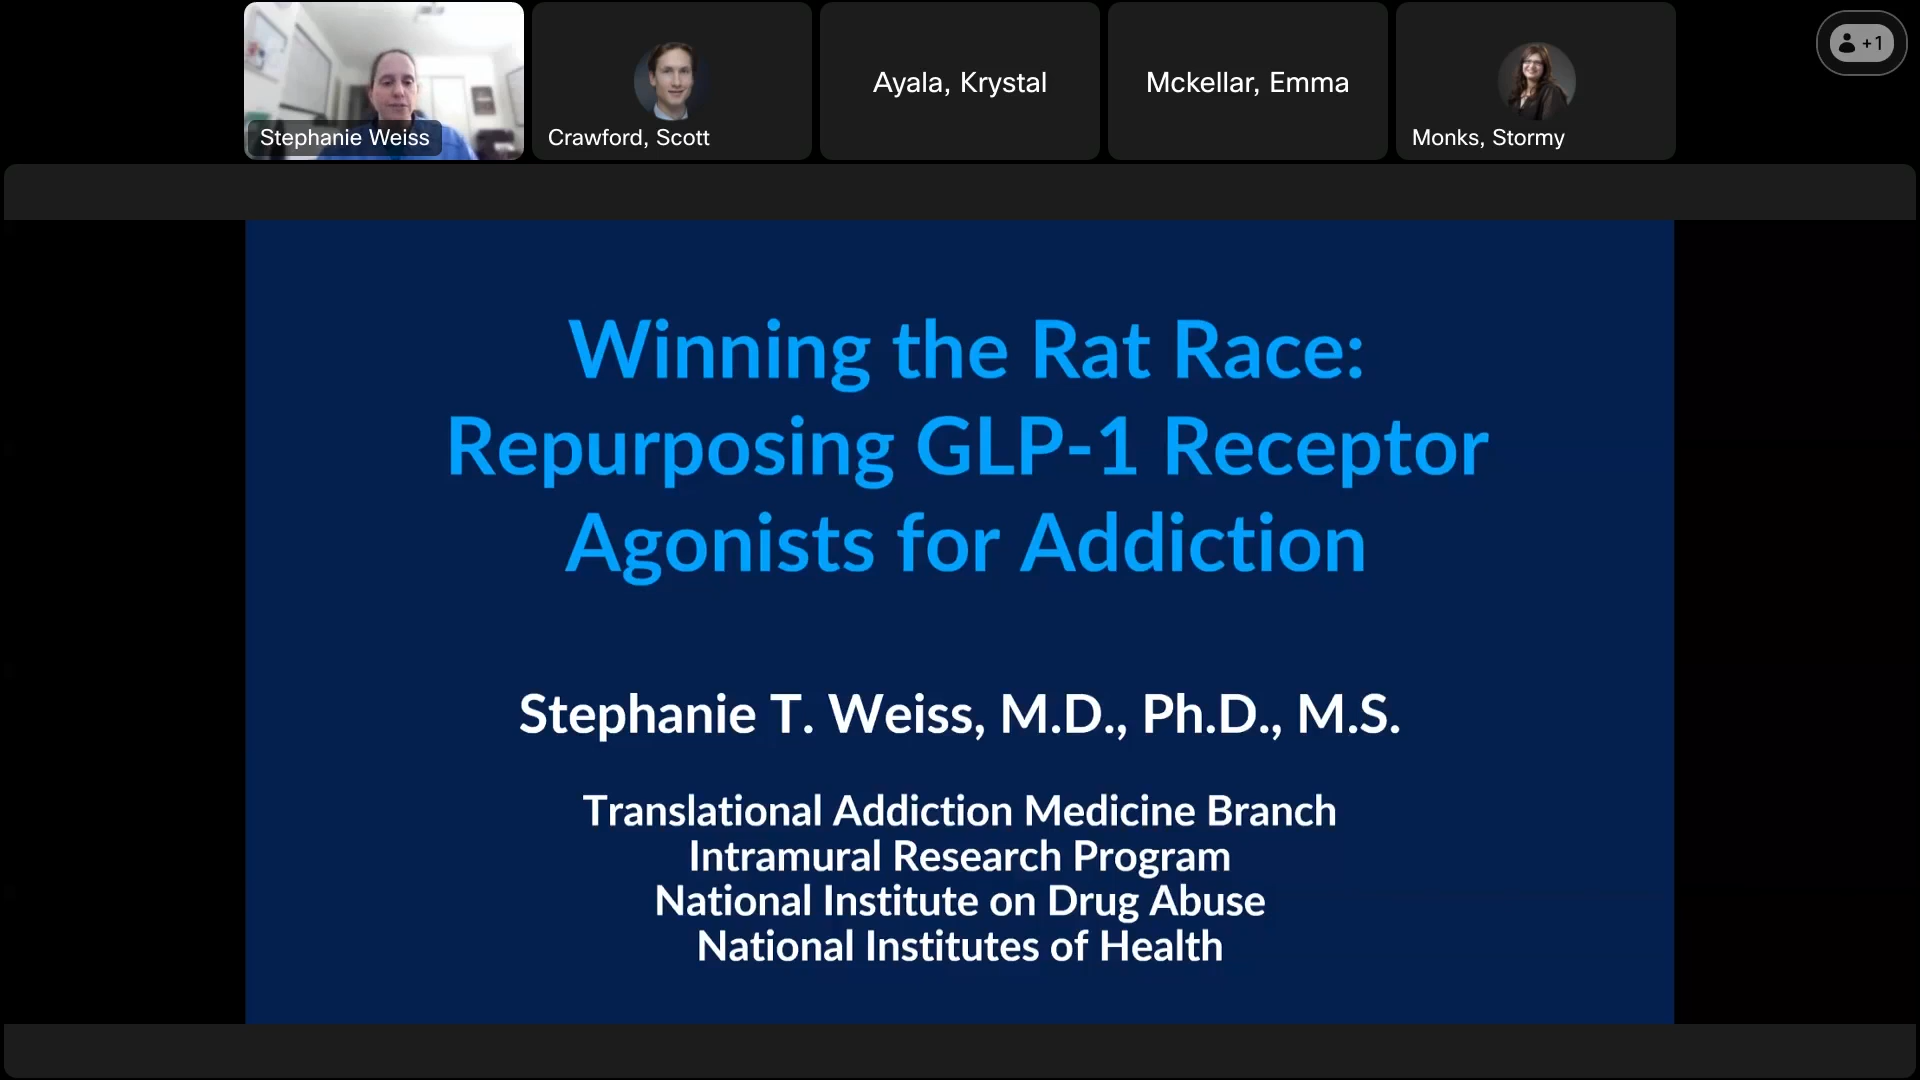 Stephanie Weiss
Crawford, Scott
Ayala, Krystal
Mckellar, Emma
Monks, Stormy
+1
Winning the Rat Race:
Repurposing GLP-1 Receptor
Agonists for Addiction
Stephanie T. Weiss, M.D., Ph.D., M.S.
Translational Addiction Medicine Branch
Intramural Research Program
National Institute on Drug Abuse
National Institutes of Health